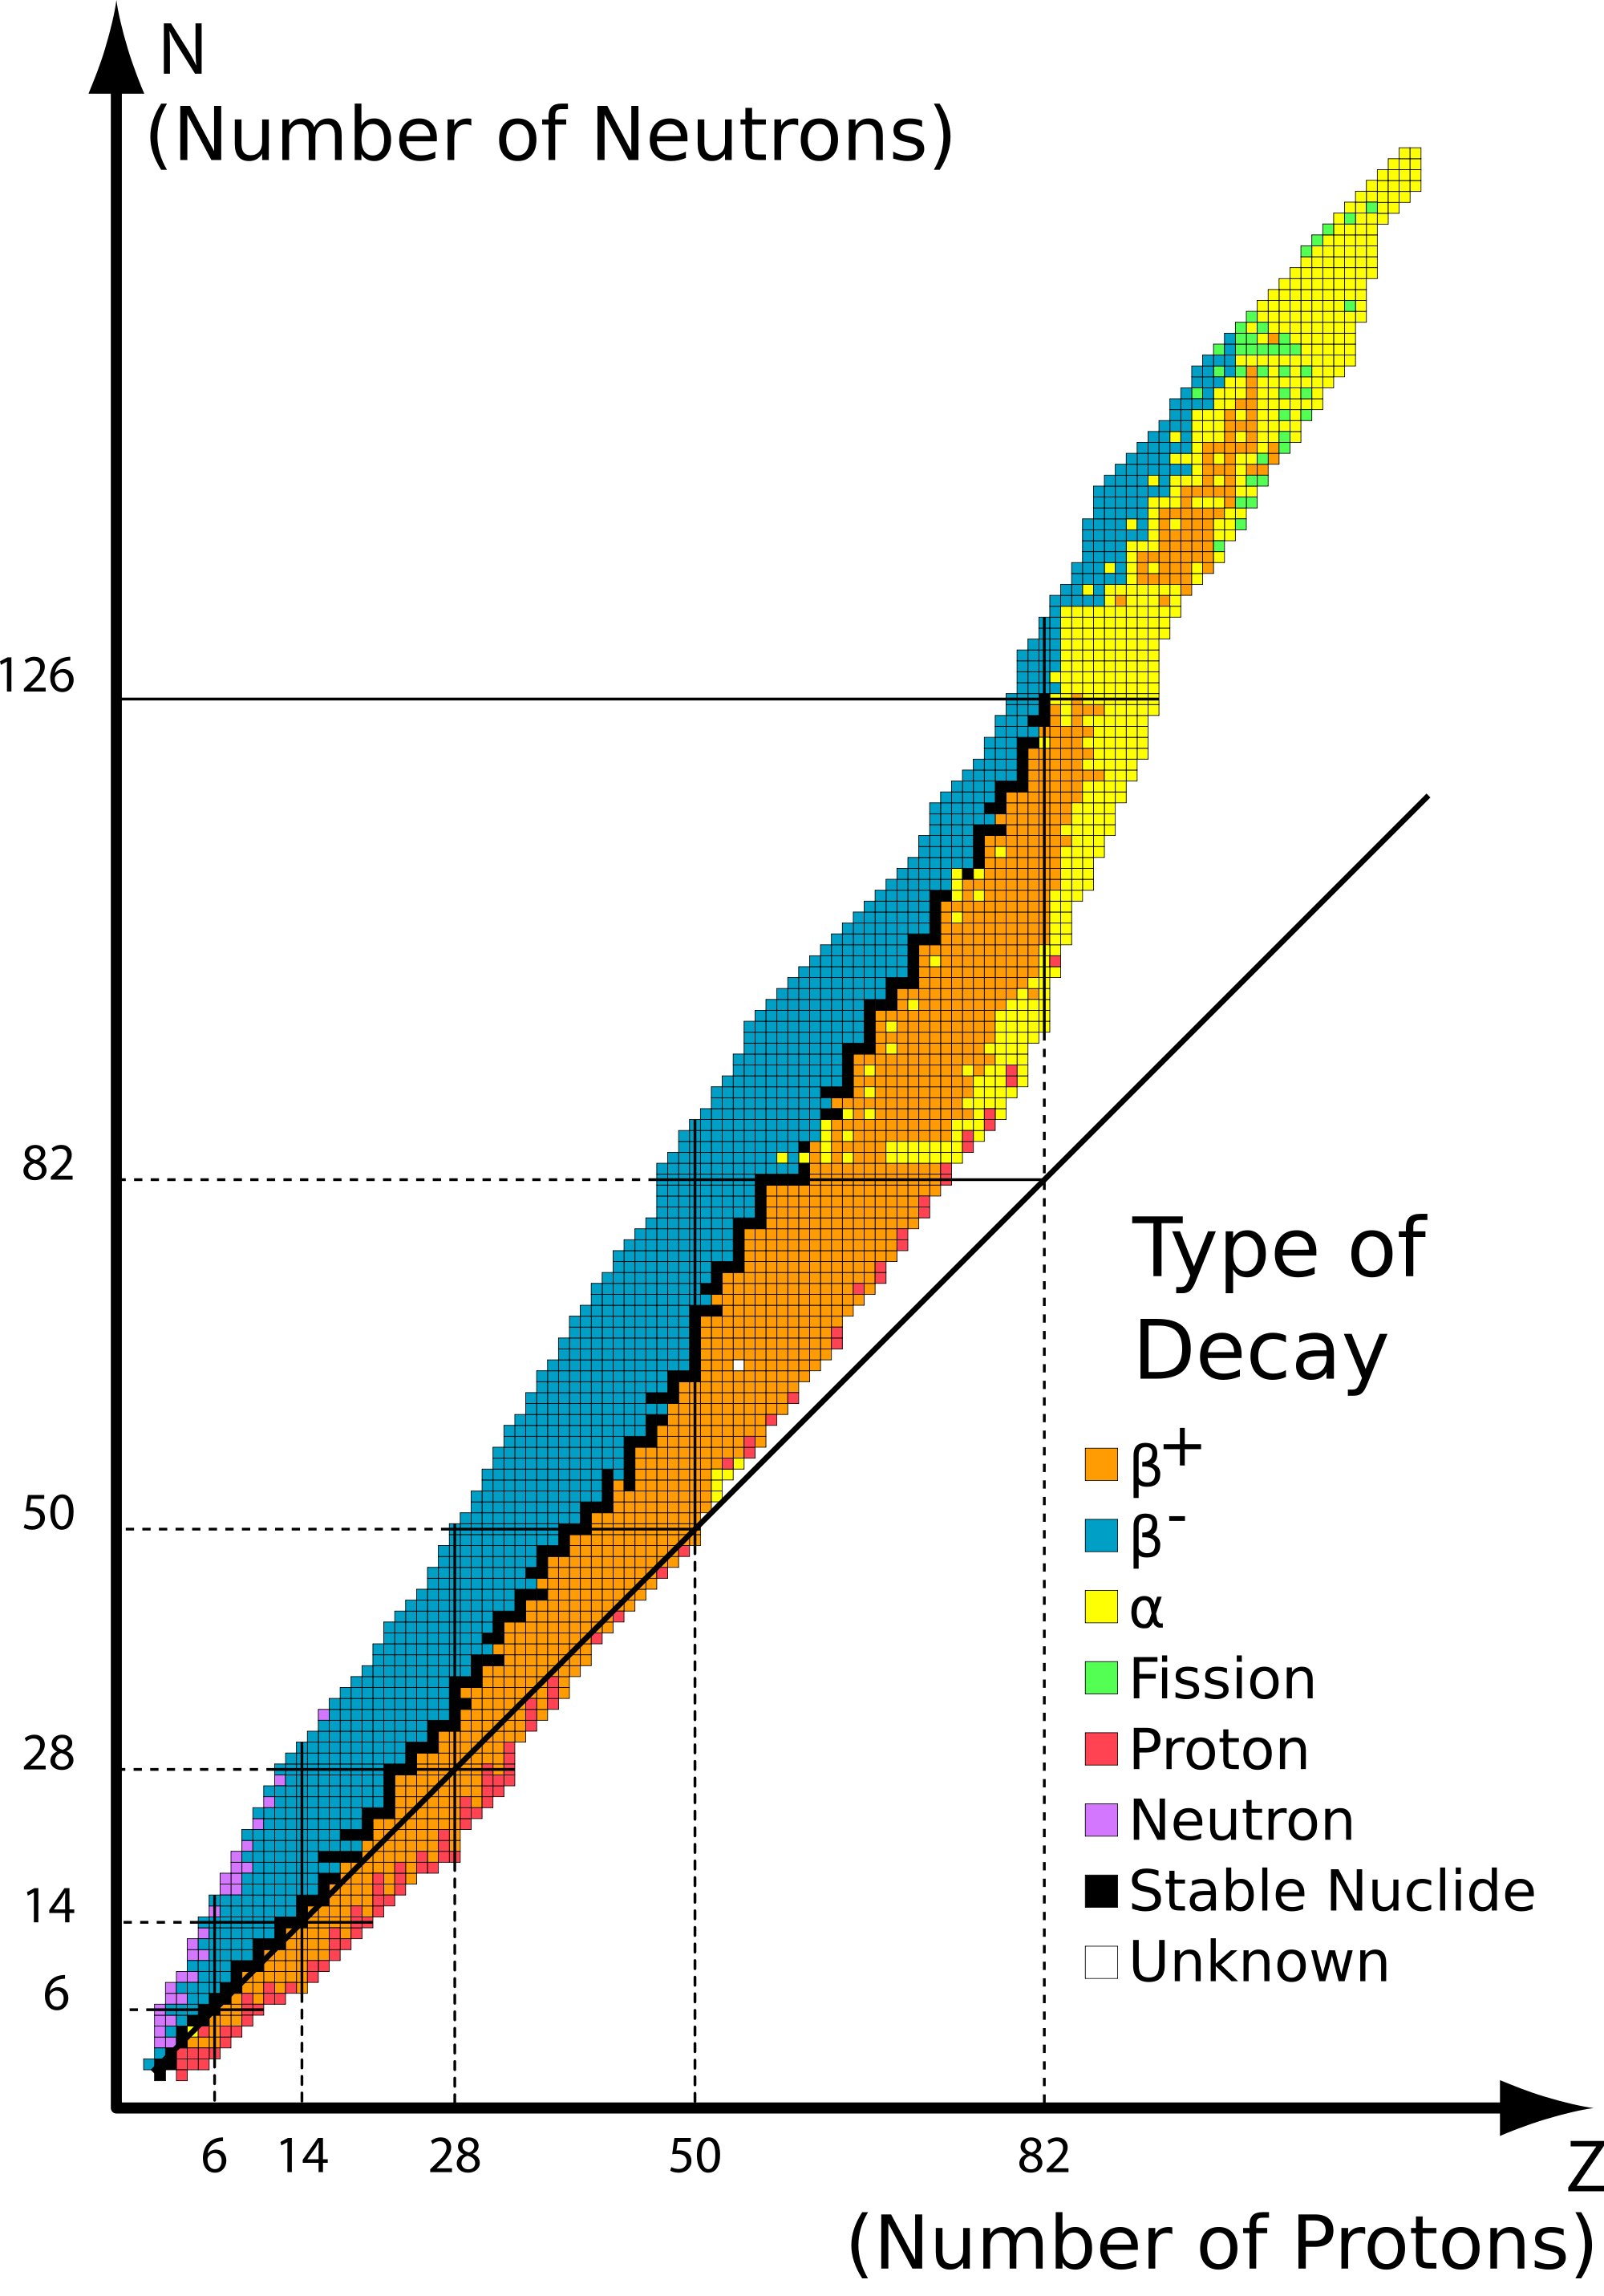 N
(Number of Neutrons)
126
82
50
28
14
6
Type of
Decay
β+
β-
α
Fission
Proton
Neutron
Stable Nuclide
Unknown
6 14 28 50 82
Z
(Number of Protons)